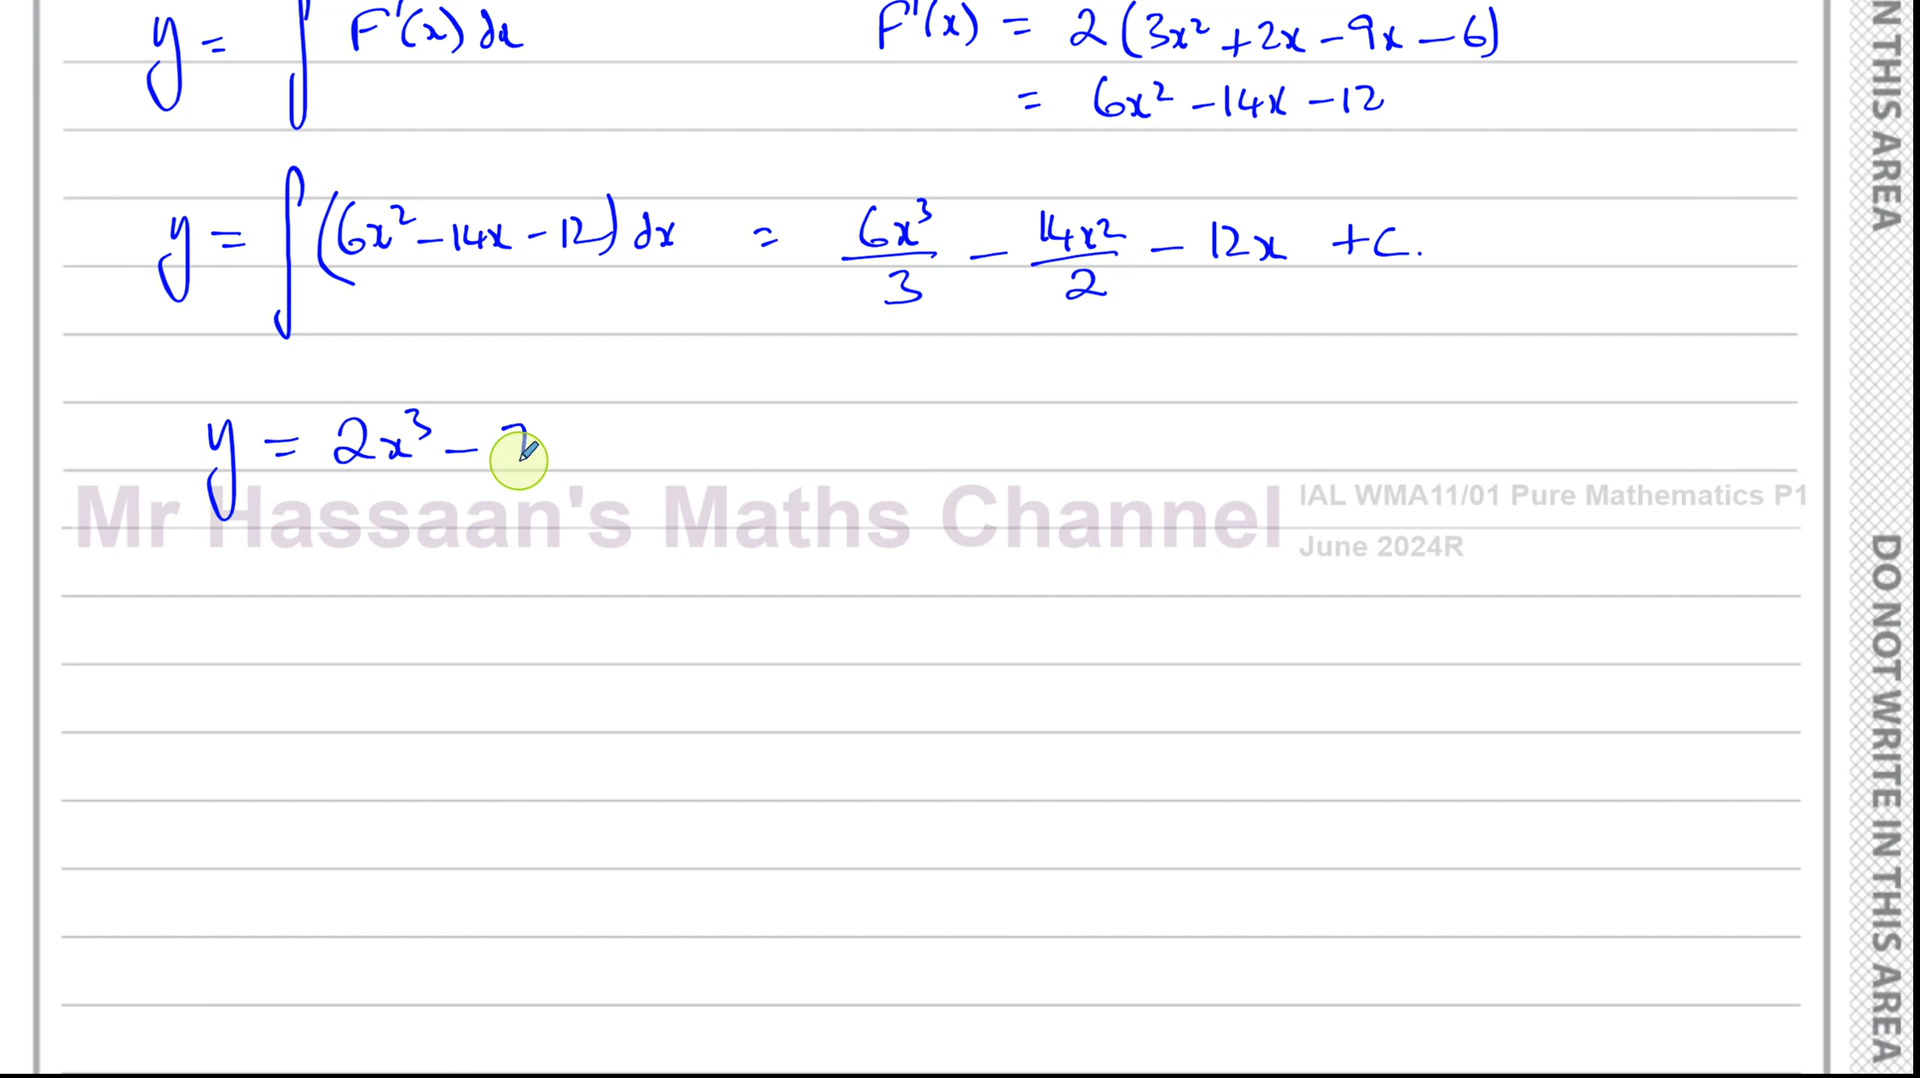 y = ∫ F'(x) dx
F'(x) = 2(3x² + 2x - 9x - 6)
= 6x² - 14x - 12
y = ∫ (6x² - 14x - 12) dx = 6x³/3 - 14x²/2 - 12x + c.
y = 2x³ - 7
Mr Hassaan's Maths Channel
IAL WMA11/01 Pure Mathematics P1
June 2024R
N THIS AREA
DO NOT WRITE IN THIS AREA